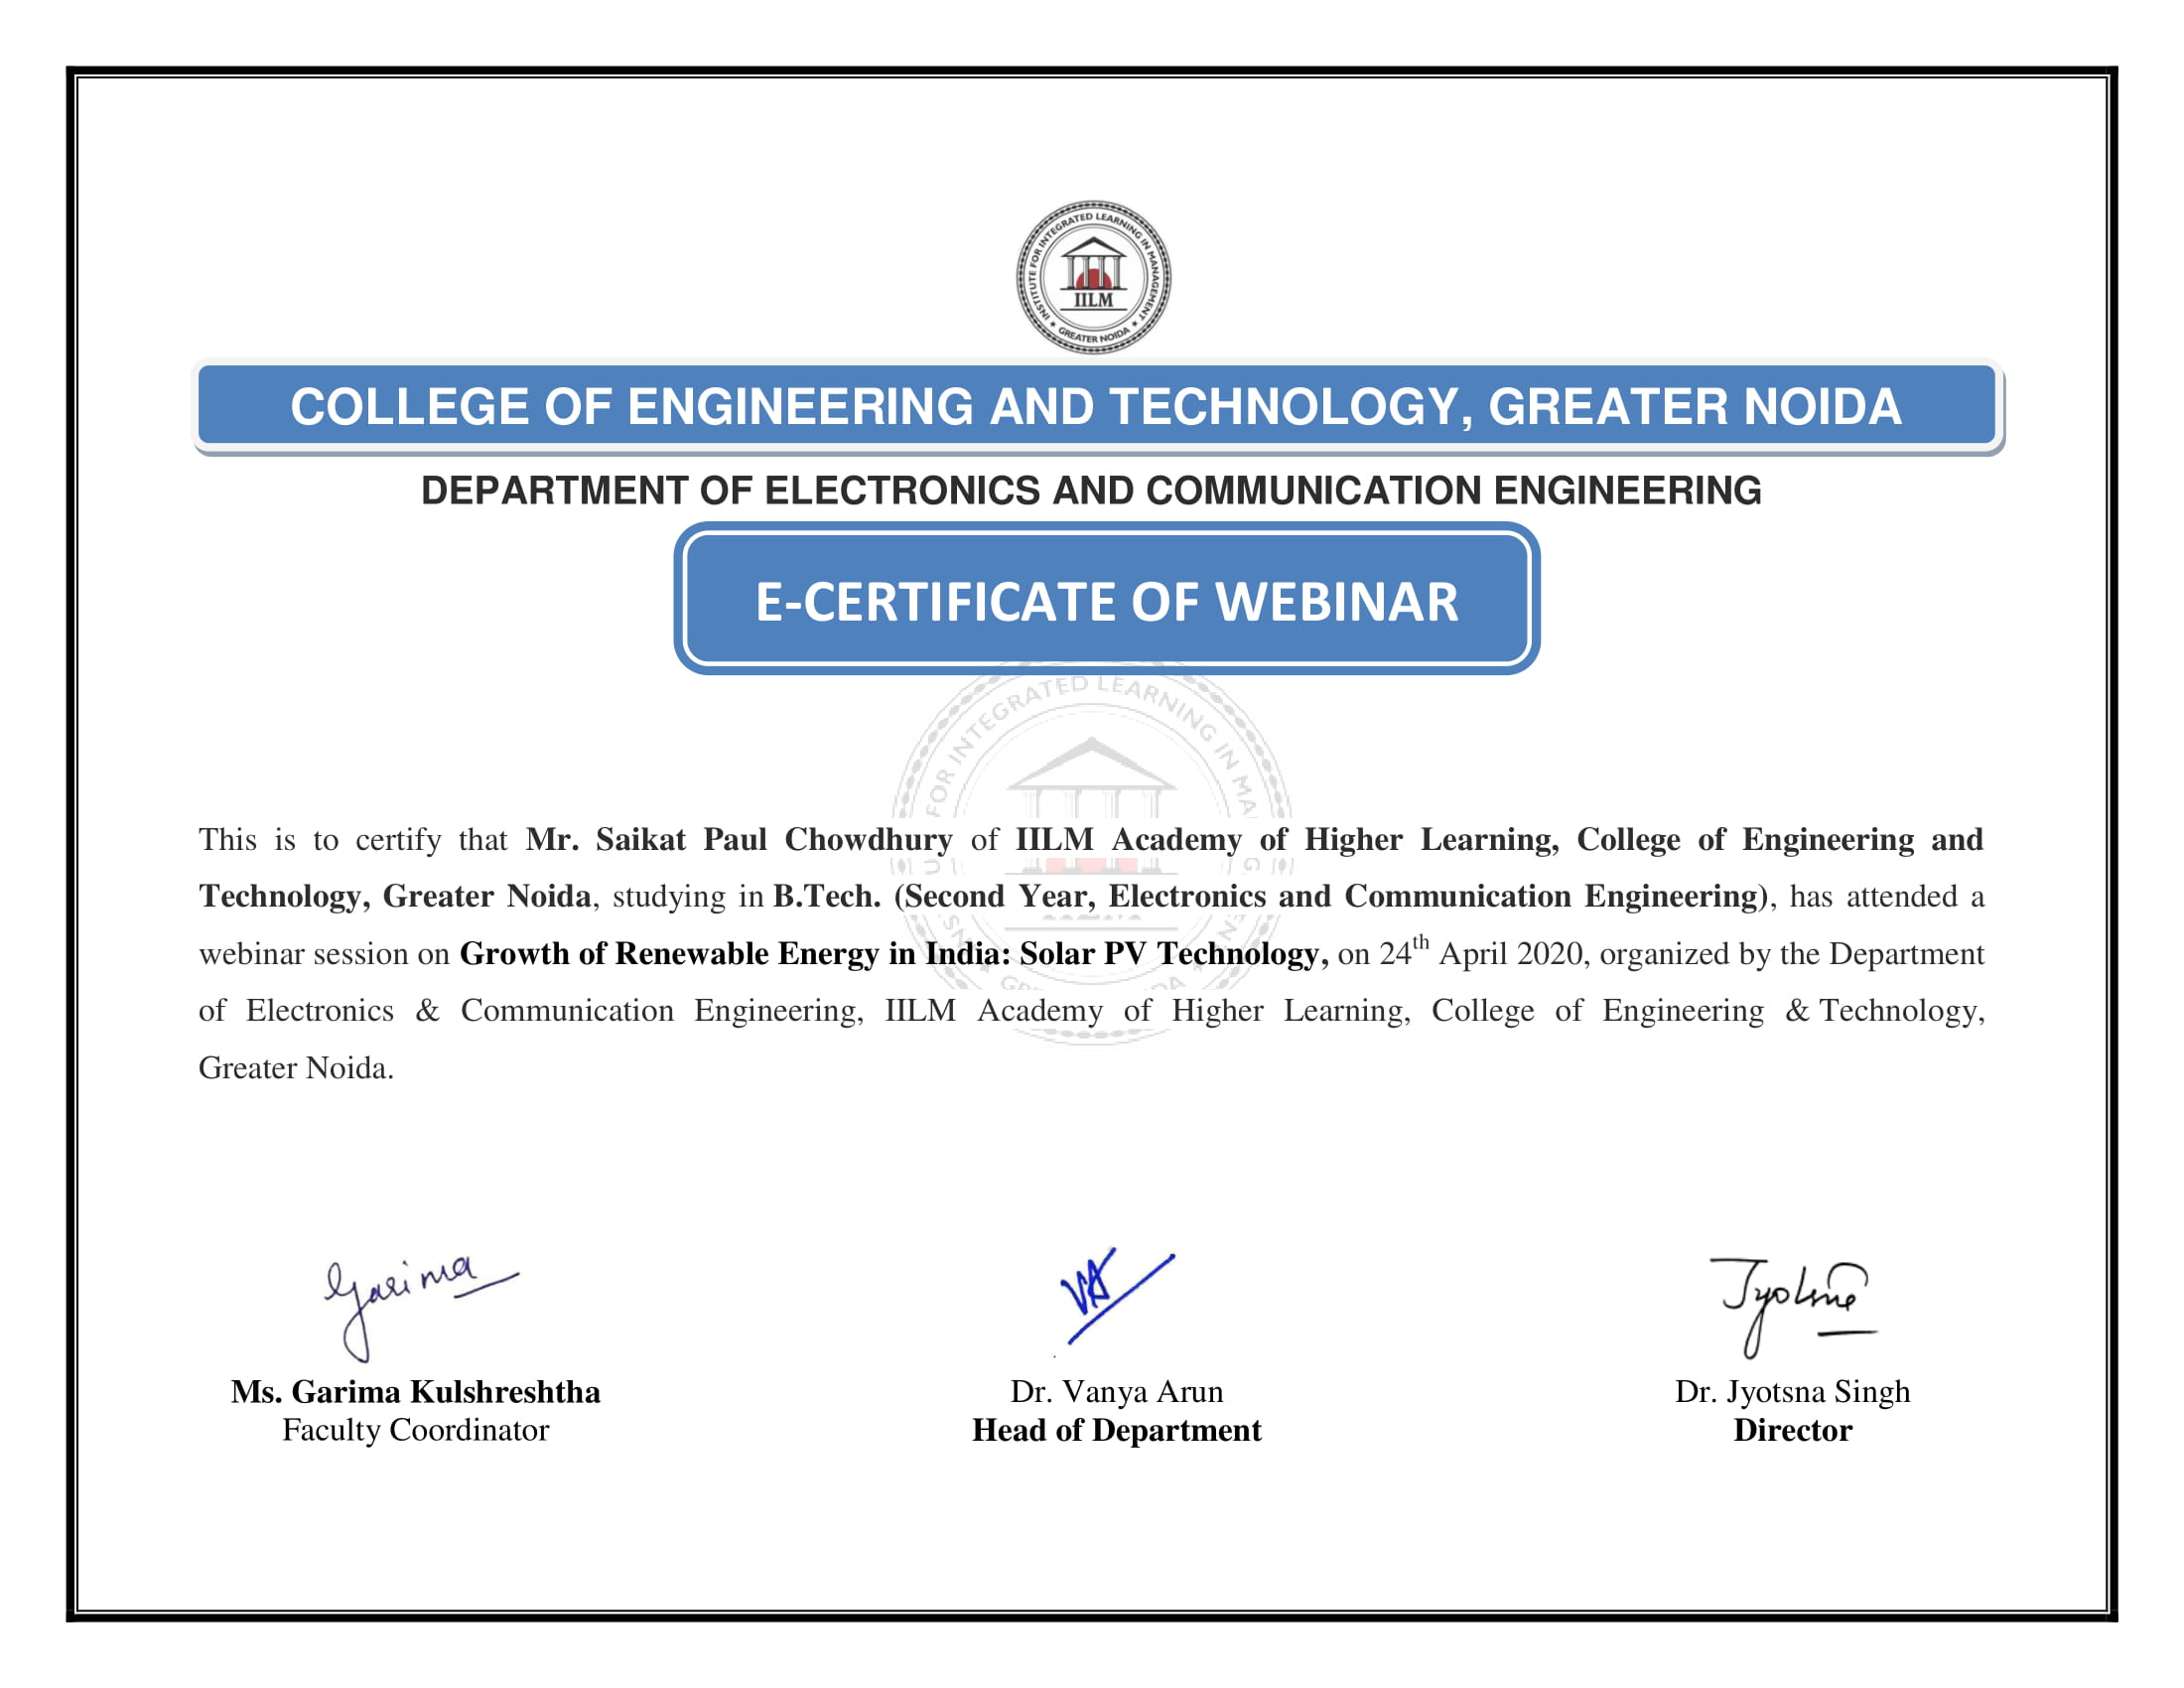 INSTITUTE FOR INTEGRATED LEARNING IN MANAGEMENT
IILM
★ GREATER NOIDA ★
COLLEGE OF ENGINEERING AND TECHNOLOGY, GREATER NOIDA
DEPARTMENT OF ELECTRONICS AND COMMUNICATION ENGINEERING
E-CERTIFICATE OF WEBINAR
This is to certify that Mr. Saikat Paul Chowdhury of IILM Academy of Higher Learning, College of Engineering and
Technology, Greater Noida, studying in B.Tech. (Second Year, Electronics and Communication Engineering), has attended a
webinar session on Growth of Renewable Energy in India: Solar PV Technology, on 24th April 2020, organized by the Department
of Electronics & Communication Engineering, IILM Academy of Higher Learning, College of Engineering & Technology,
Greater Noida.
Garima
VA
Jyotsna
Ms. Garima Kulshreshtha
Faculty Coordinator
Dr. Vanya Arun
Head of Department
Dr. Jyotsna Singh
Director